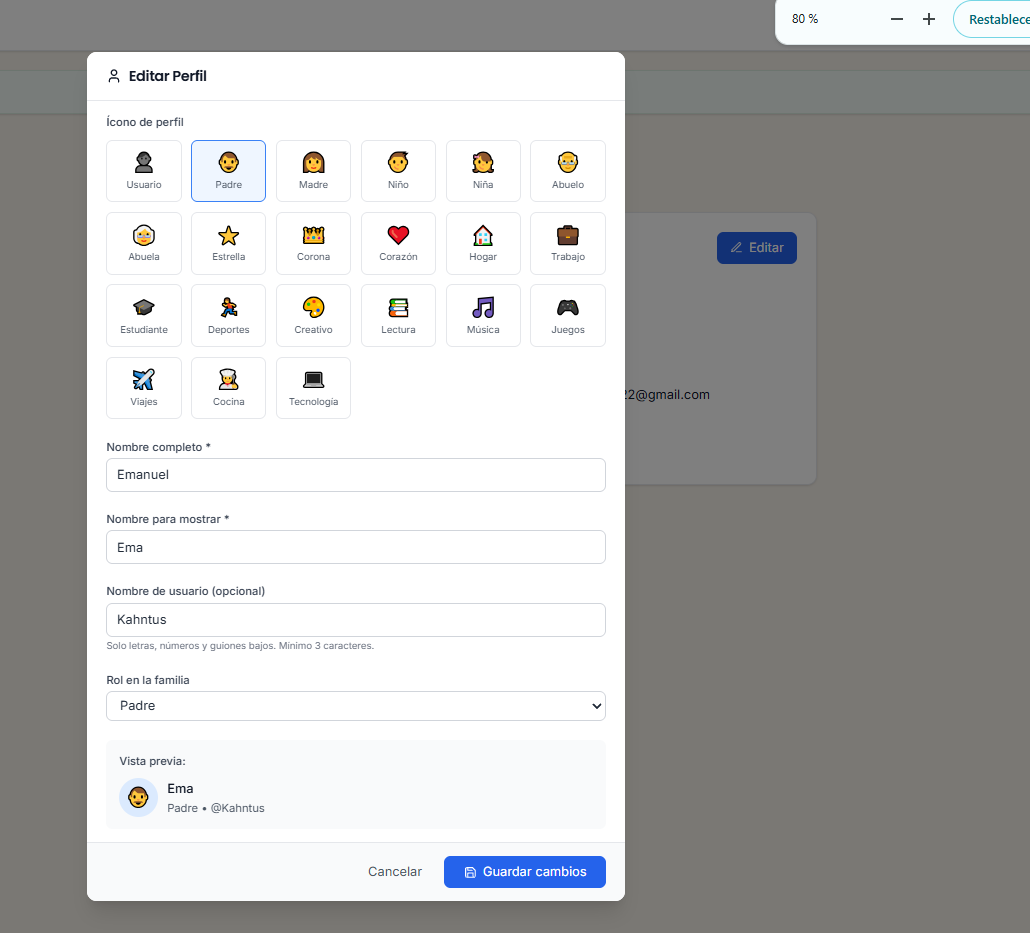 80 %
Editar Perfil
Ícono de perfil
Usuario
Padre
Madre
Niño
Niña
Abuelo
Abuela
Estrella
Corona
Corazón
Hogar
Trabajo
Estudiante
Deportes
Creativo
Lectura
Música
Juegos
Viajes
Cocina
Tecnología
Editar
22@gmail.com
Nombre completo *
Emanuel
Nombre para mostrar *
Ema
Nombre de usuario (opcional)
Kahntus
Solo letras, números y guiones bajos. Mínimo 3 caracteres.
Rol en la familia
Padre
Vista previa:
Ema
Padre • @Kahntus
Cancelar
Guardar cambios